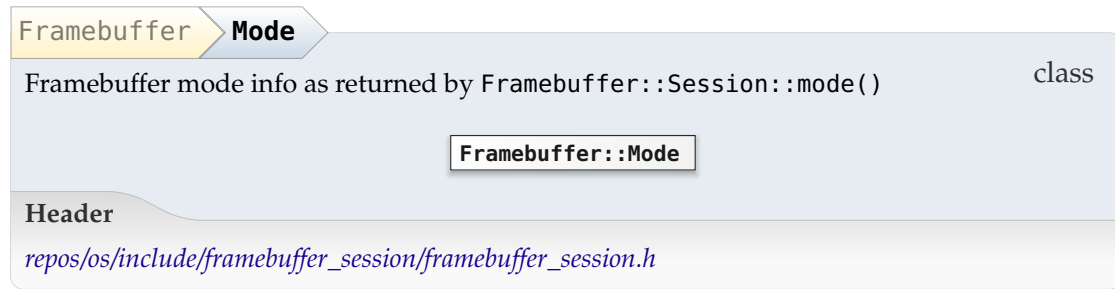 Framebuffer Mode
Framebuffer mode info as returned by Framebuffer::Session::mode() class
Framebuffer::Mode
Header
repos/os/include/framebuffer_session/framebuffer_session.h